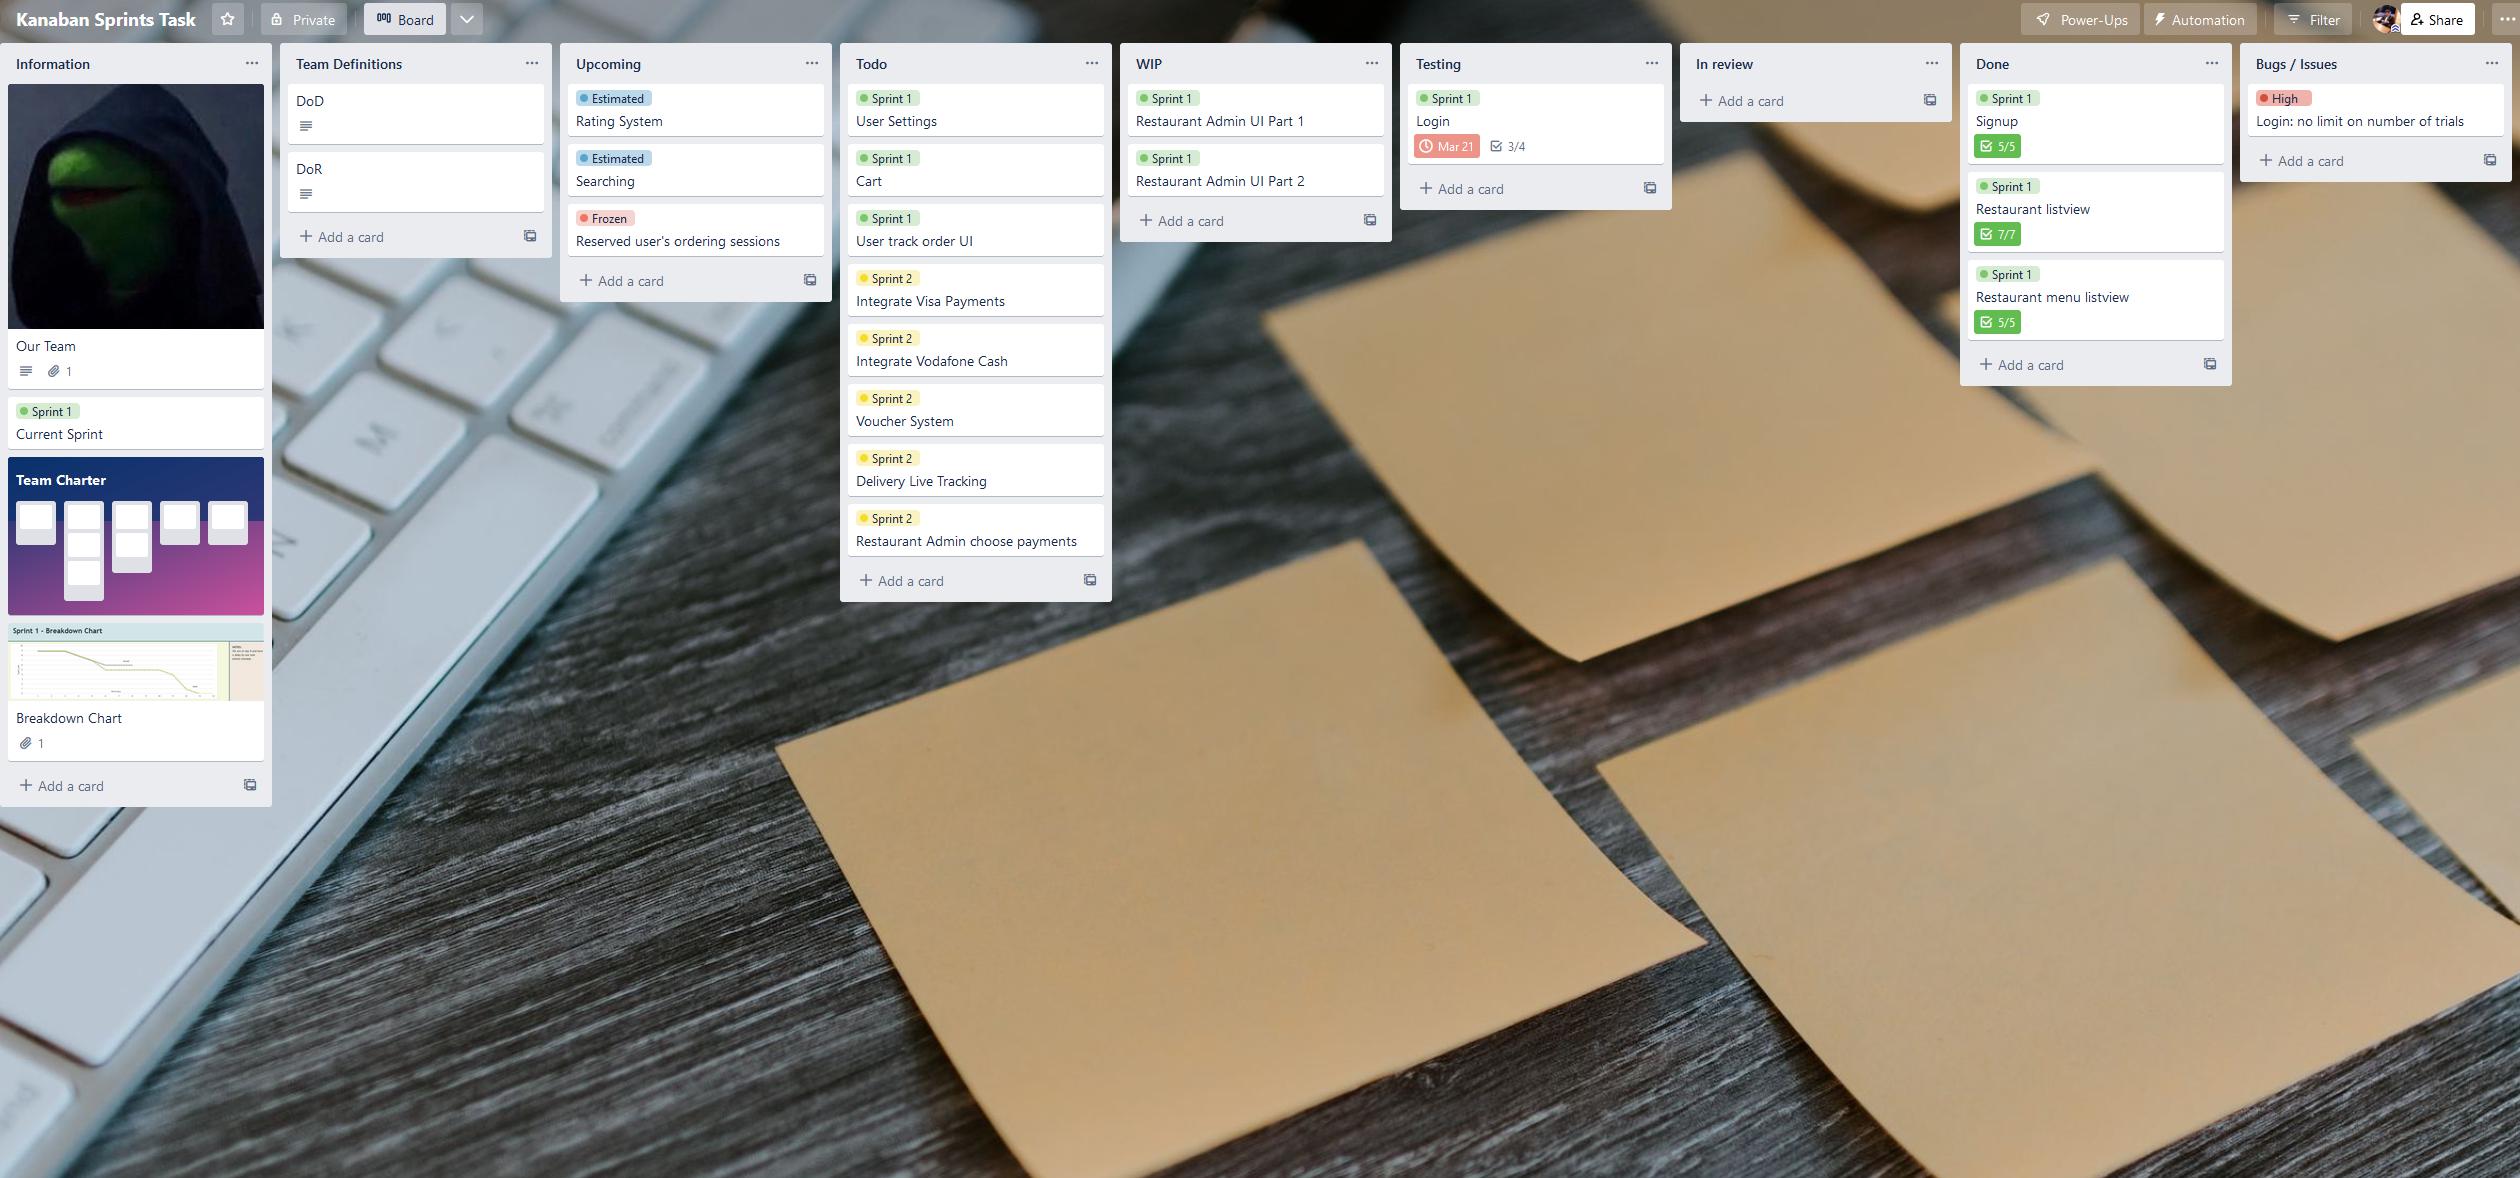 Kanaban Sprints Task
Private
Board
Power-Ups
Automation
Filter
Share
Information
Our Team
1
Sprint 1
Current Sprint
Team Charter
Sprint 1 - Breakdown Chart
Breakdown Chart
1
+ Add a card
Team Definitions
DoD
DoR
+ Add a card
Upcoming
Estimated
Rating System
Estimated
Searching
Frozen
Reserved user's ordering sessions
+ Add a card
Todo
Sprint 1
User Settings
Sprint 1
Cart
Sprint 1
User track order UI
Sprint 2
Integrate Visa Payments
Sprint 2
Integrate Vodafone Cash
Sprint 2
Voucher System
Sprint 2
Delivery Live Tracking
Sprint 2
Restaurant Admin choose payments
+ Add a card
WIP
Sprint 1
Restaurant Admin UI Part 1
Sprint 1
Restaurant Admin UI Part 2
+ Add a card
Testing
Sprint 1
Login
Mar 21 3/4
+ Add a card
In review
+ Add a card
Done
Sprint 1
Signup
5/5
Sprint 1
Restaurant listview
7/7
Sprint 1
Restaurant menu listview
5/5
+ Add a card
Bugs / Issues
High
Login: no limit on number of trials
+ Add a card